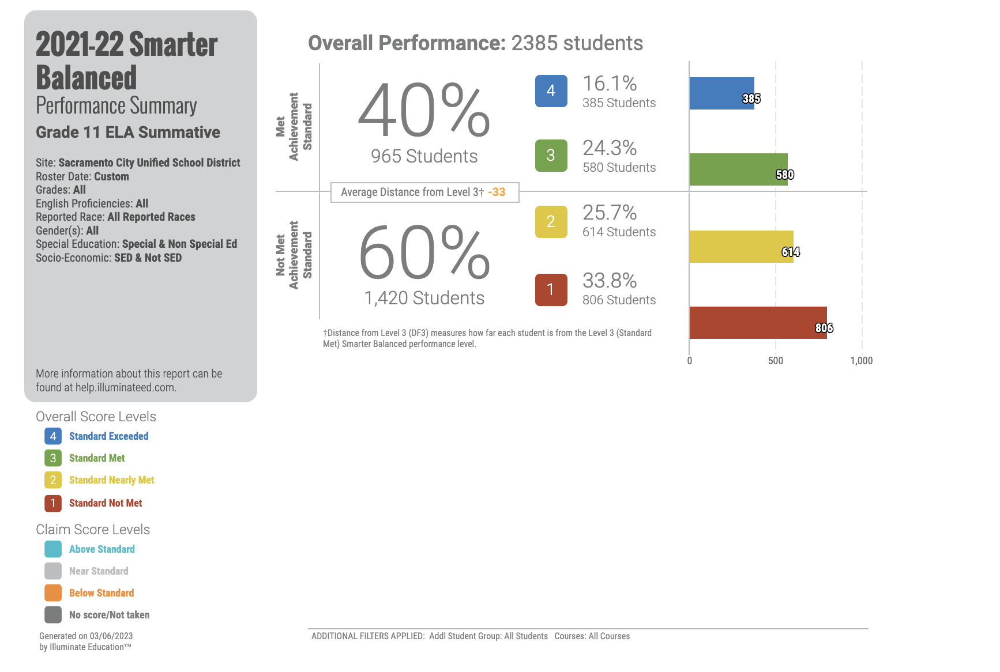 2021-22 Smarter
Balanced
Performance Summary
Grade 11 ELA Summative
Site: Sacramento City Unified School District
Roster Date: Custom
Grades: All
English Proficiencies: All
Reported Race: All Reported Races
Gender(s): All
Special Education: Special & Non Special Ed
Socio-Economic: SED & Not SED
More information about this report can be
found at help.illuminateed.com.
Overall Score Levels
4 Standard Exceeded
3 Standard Met
2 Standard Nearly Met
1 Standard Not Met
Claim Score Levels
Above Standard
Near Standard
Below Standard
No score/Not taken
Generated on 03/06/2023
by Illuminate Education™
Overall Performance: 2385 students
Met
Achievement
Standard
40%
965 Students
4
16.1%
385 Students
3
24.3%
580 Students
Average Distance from Level 3† -33
Not Met
Achievement
Standard
60%
1,420 Students
2
25.7%
614 Students
1
33.8%
806 Students
†Distance from Level 3 (DF3) measures how far each student is from the Level 3 (Standard
Met) Smarter Balanced performance level.
385
580
614
806
0 500 1,000
ADDITIONAL FILTERS APPLIED: Addl Student Group: All Students Courses: All Courses